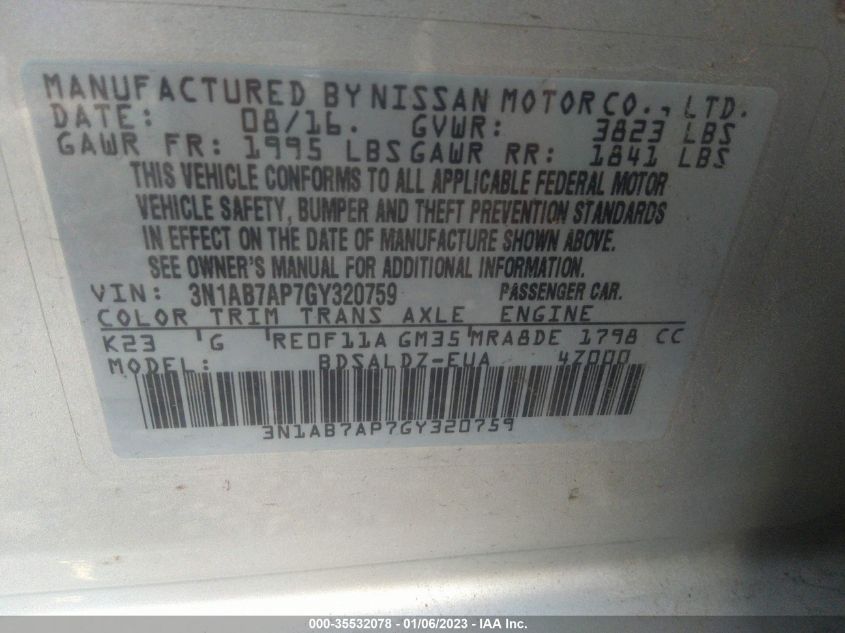 MANUFACTURED BY NISSAN MOTOR CO., LTD.
DATE: 08/16. GVWR: 3823 LBS
GAWR FR: 1995 LBS GAWR RR: 1841 LBS
THIS VEHICLE CONFORMS TO ALL APPLICABLE FEDERAL MOTOR
VEHICLE SAFETY, BUMPER AND THEFT PREVENTION STANDARDS
IN EFFECT ON THE DATE OF MANUFACTURE SHOWN ABOVE.
SEE OWNER'S MANUAL FOR ADDITIONAL INFORMATION.
VIN: 3N1AB7AP7GY320759 PASSENGER CAR.
COLOR TRIM TRANS AXLE ENGINE
K23 G RE0F11A GM35 MRA8DE 1798 CC
MODEL: BDSALDZ-EUA 4Z000
3N1AB7AP7GY320759
000-35532078 - 01/06/2023 - IAA Inc.